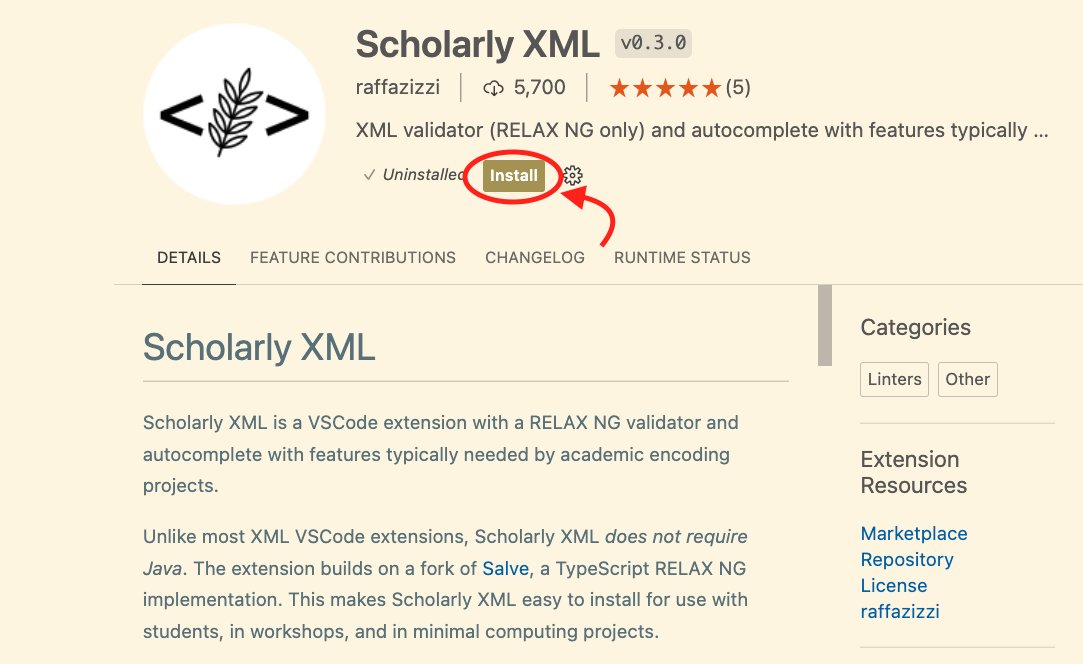 Scholarly XML v0.3.0
raffazizzi 5,700 (5)
XML validator (RELAX NG only) and autocomplete with features typically ...
Uninstalled Install
DETAILS FEATURE CONTRIBUTIONS CHANGELOG RUNTIME STATUS
Scholarly XML
Scholarly XML is a VSCode extension with a RELAX NG validator and
autocomplete with features typically needed by academic encoding
projects.
Unlike most XML VSCode extensions, Scholarly XML does not require
Java. The extension builds on a fork of Salve, a TypeScript RELAX NG
implementation. This makes Scholarly XML easy to install for use with
students, in workshops, and in minimal computing projects.
Categories
Linters Other
Extension
Resources
Marketplace
Repository
License
raffazizzi